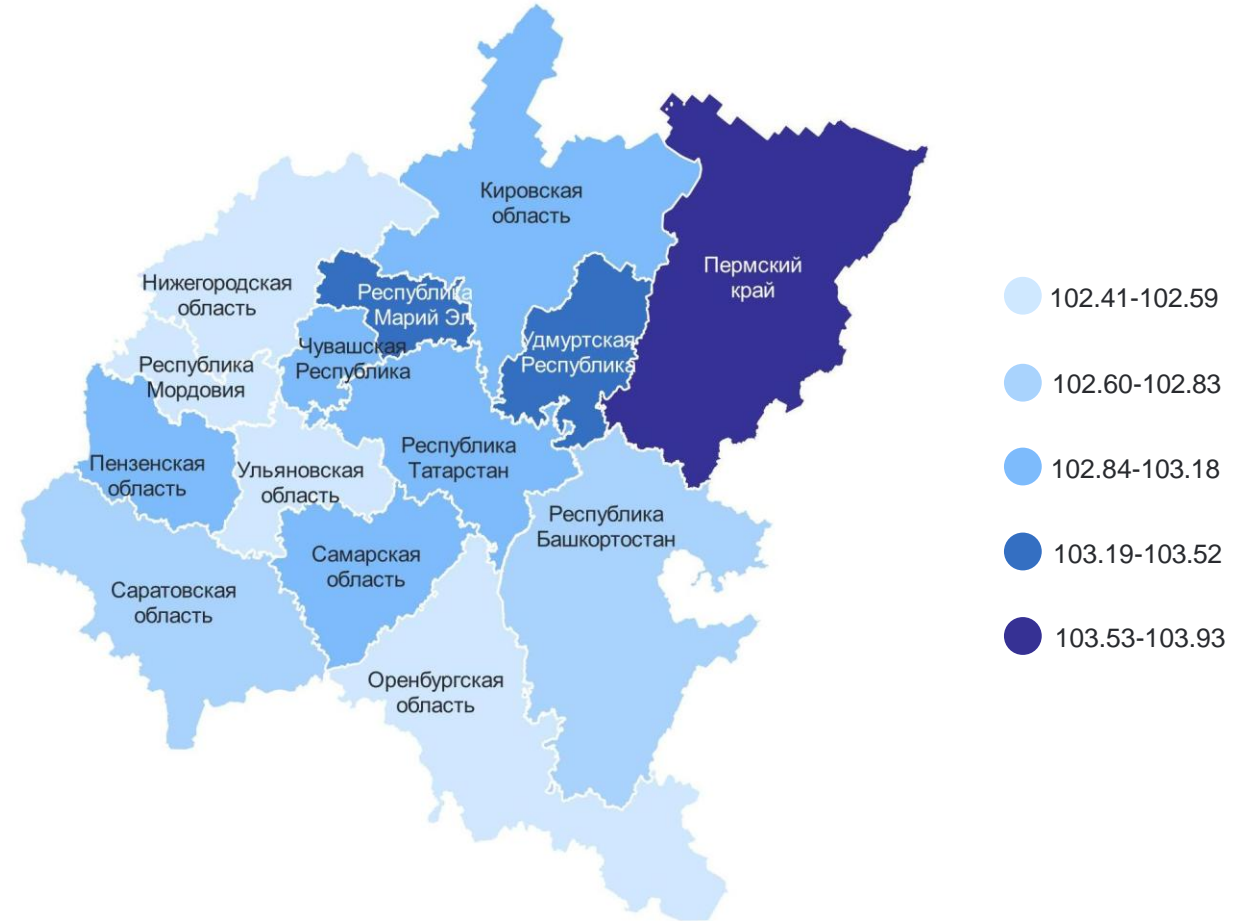 Кировская
область
Пермский
край
Нижегородская
область
Республика
Марий Эл
Удмуртская
Республика
Чувашская
Республика
Республика
Мордовия
Республика
Татарстан
Пензенская
область
Ульяновская
область
Республика
Башкортостан
Самарская
область
Саратовская
область
Оренбургская
область
102.41-102.59
102.60-102.83
102.84-103.18
103.19-103.52
103.53-103.93